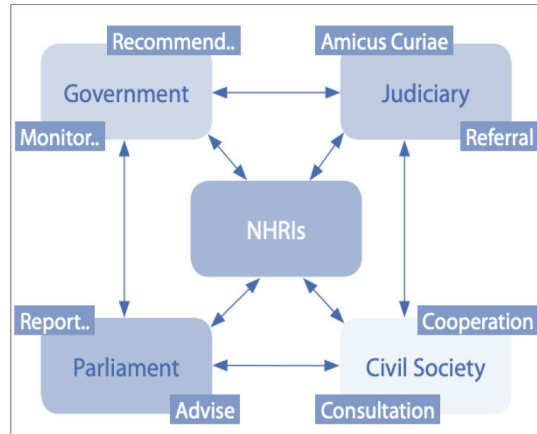 Recommend..
Amicus Curiae
Government
Judiciary
Monitor..
Referral
NHRIs
Report..
Cooperation
Parliament
Civil Society
Advise
Consultation